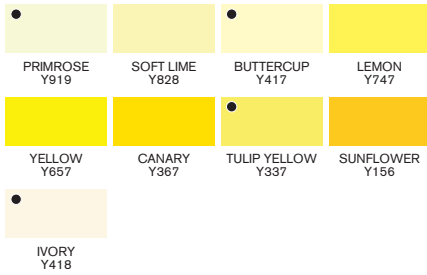 PRIMROSE
Y919
SOFT LIME
Y828
BUTTERCUP
Y417
LEMON
Y747
YELLOW
Y657
CANARY
Y367
TULIP YELLOW
Y337
SUNFLOWER
Y156
IVORY
Y418